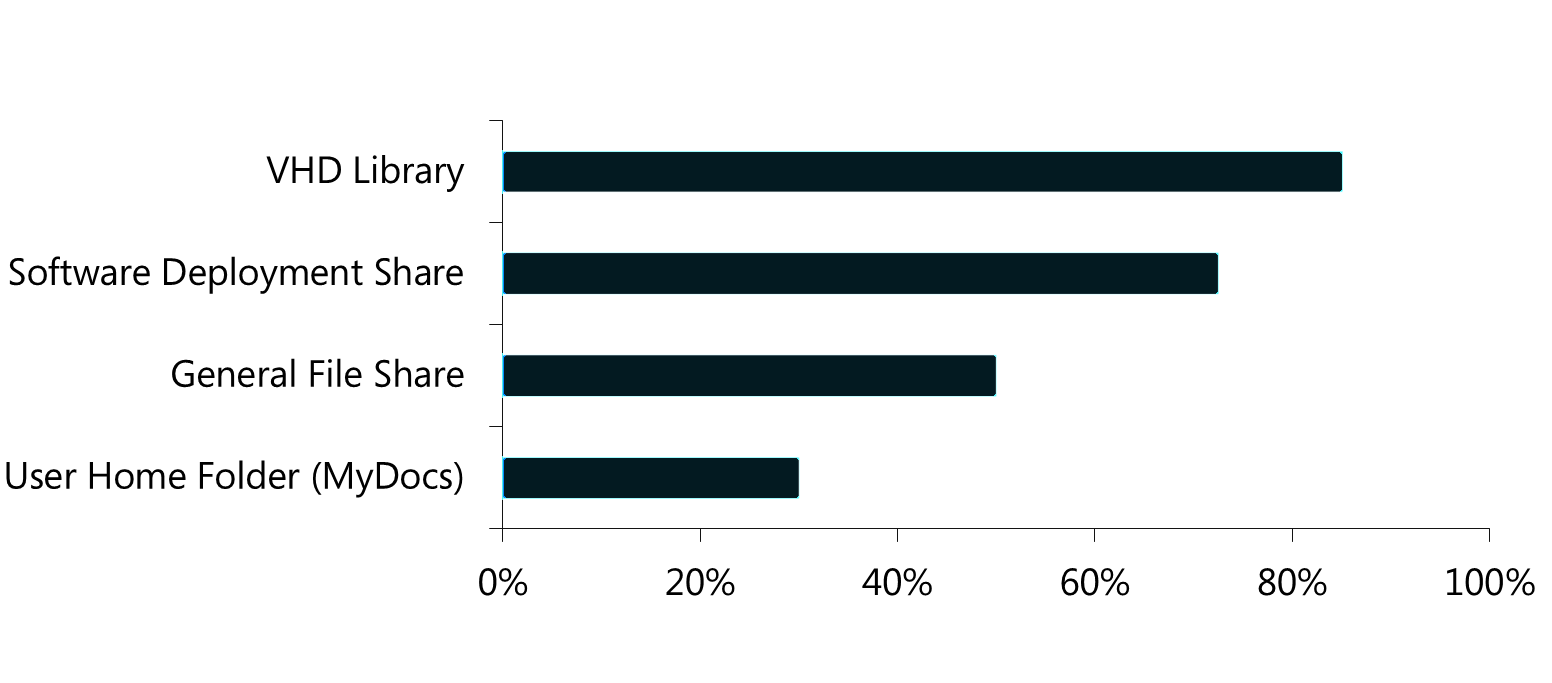 VHD Library
Software Deployment Share
General File Share
User Home Folder (MyDocs)
0% 20% 40% 60% 80% 100%